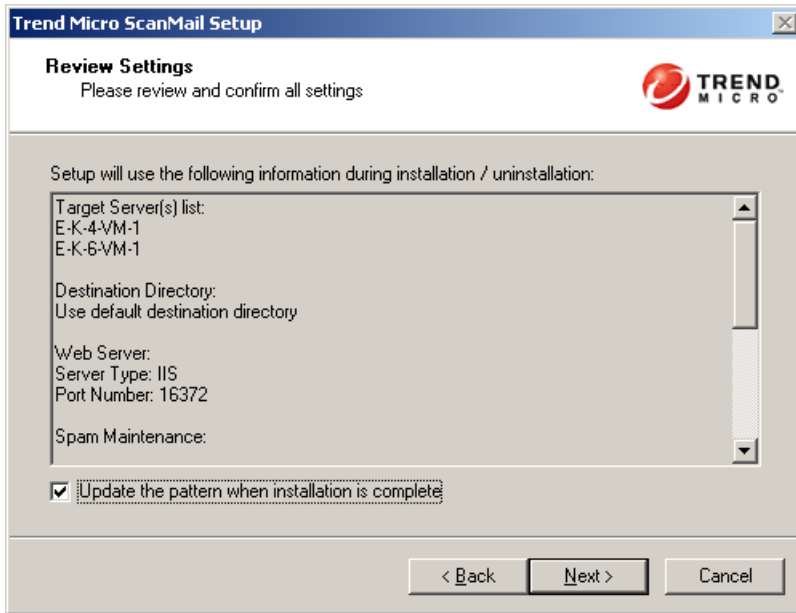 Trend Micro ScanMail Setup
Review Settings
Please review and confirm all settings
TREND
MICRO
Setup will use the following information during installation / uninstallation:
Target Server(s) list:
E-K-4-VM-1
E-K-6-VM-1
Destination Directory:
Use default destination directory
Web Server:
Server Type: IIS
Port Number: 16372
Spam Maintenance:
Update the pattern when installation is complete
< Back
Next >
Cancel